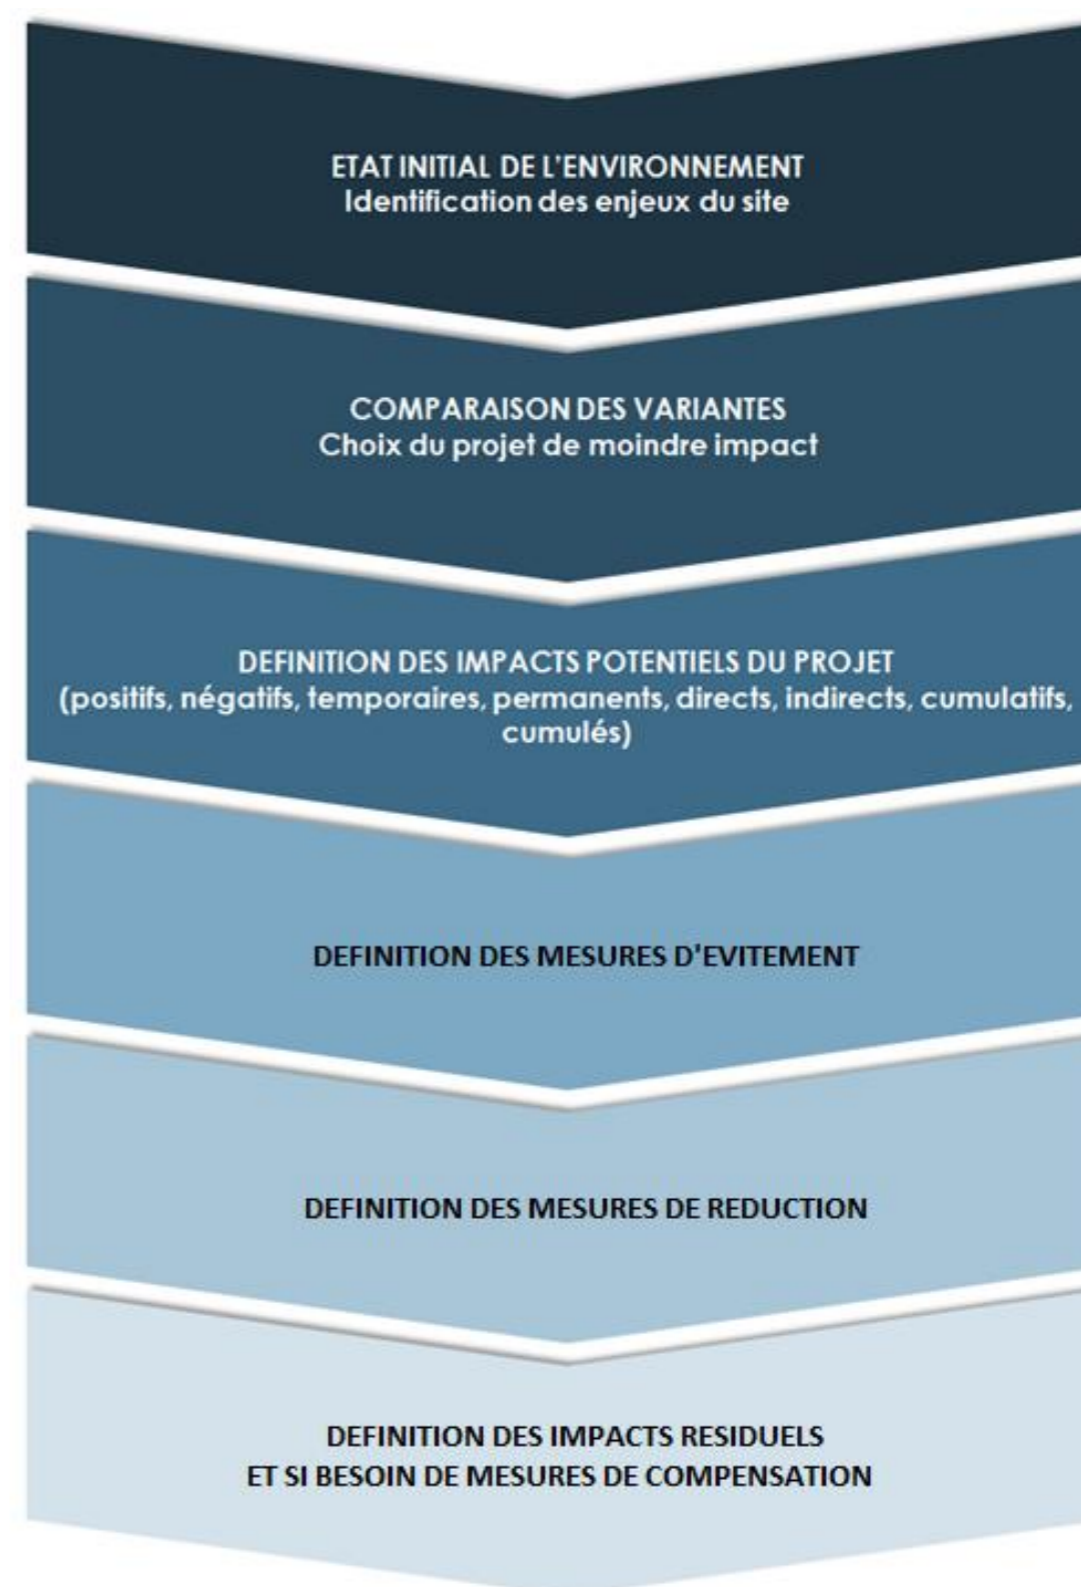 ETAT INITIAL DE L'ENVIRONNEMENT
Identification des enjeux du site
COMPARAISON DES VARIANTES
Choix du projet de moindre impact
DEFINITION DES IMPACTS POTENTIELS DU PROJET
(positifs, négatifs, temporaires, permanents, directs, indirects, cumulatifs,
cumulés)
DEFINITION DES MESURES D'EVITEMENT
DEFINITION DES MESURES DE REDUCTION
DEFINITION DES IMPACTS RESIDUELS
ET SI BESOIN DE MESURES DE COMPENSATION